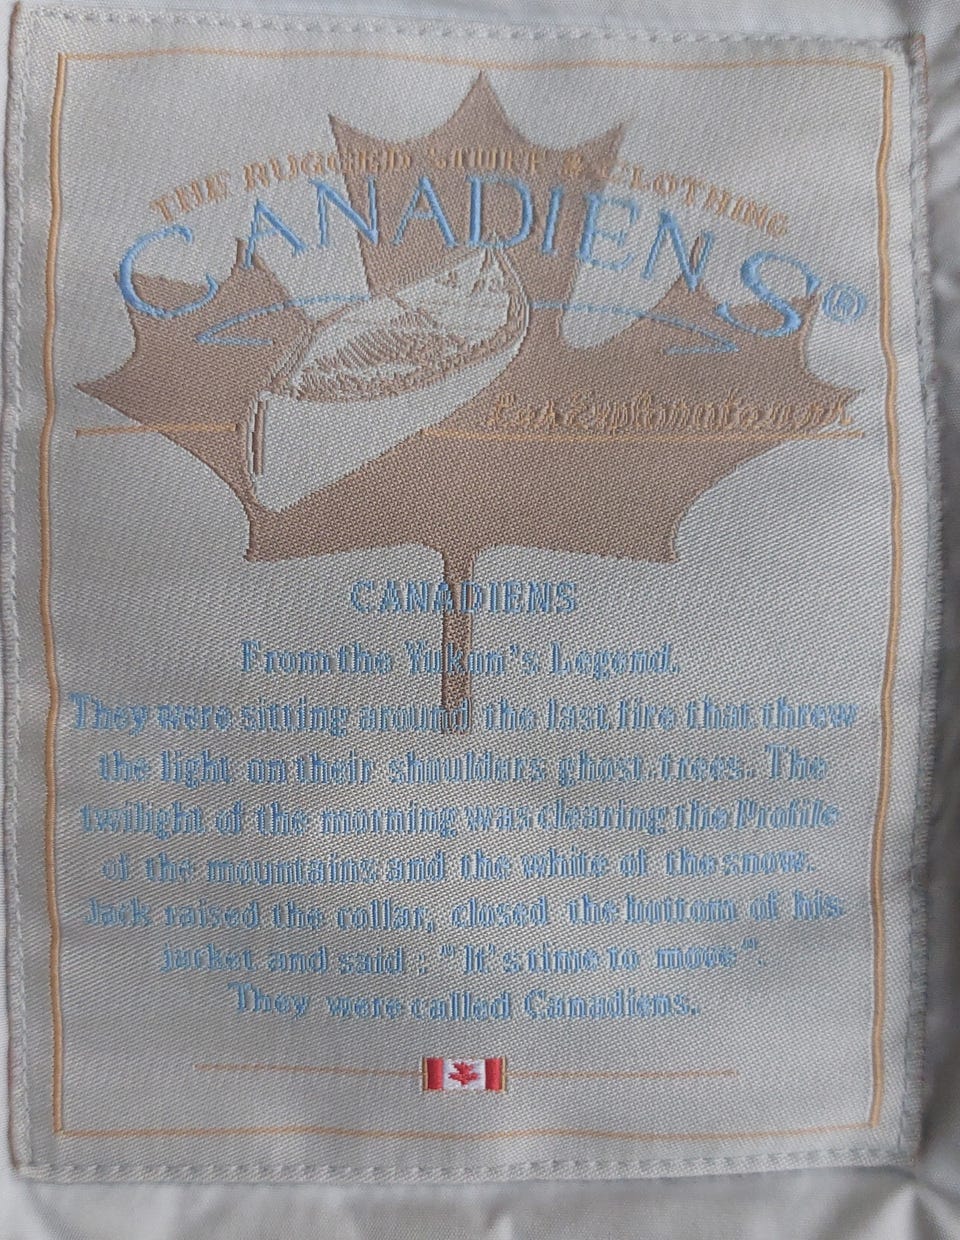 THE RUGGED STUFF & CLOTHING
CANADIENS®
CANADIENS
From the Yukon's Legend.
They were sitting around the last fire that threw
the light on their shoulders ghost-trees. The
twilight of the morning was clearing the Profile
of the mountains and the white of the snow.
Jack raised the collar, closed the buttom of his
jacket and said : "It's time to move".
They were called Canadiens.